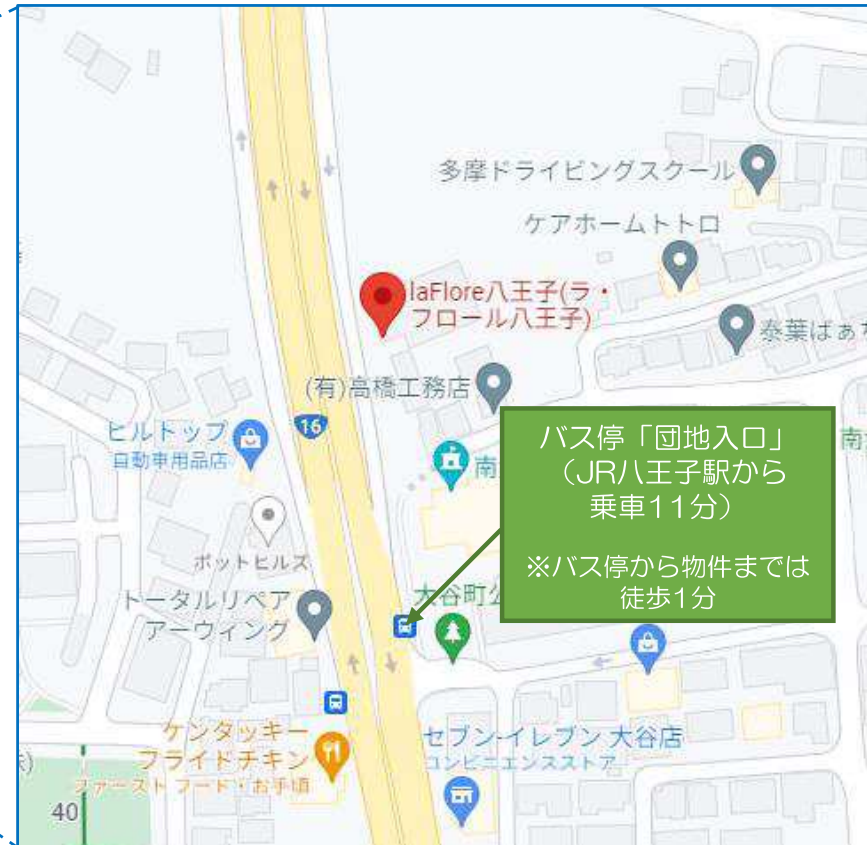 多摩ドライビングスクール
ケアホームトトロ
laFlore八王子(ラ・
フロール八王子)
泰葉ばぁ
(有)高橋工務店
16
ヒルトップ
自動車用品店
南
南
バス停「団地入口」
(JR八王子駅から
乗車11分)
※バス停から物件までは
徒歩1分
ポットヒルズ
大谷町公
トータルリペア
アーウィング
ケンタッキー
フライドチキン
ファーストフード・お手頃
セブン-イレブン 大谷店
コンビニエンスストア
40